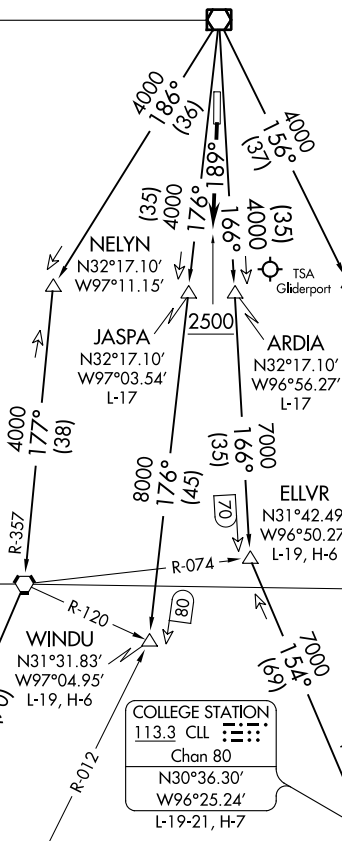 4000
186°
(36)
4000
156°
(37)
189°
(35)
4000
176°
(35)
4000
166°
NELYN
N32°17.10'
W97°11.15'
TSA
Gliderport
JASPA
N32°17.10'
W97°03.54'
L-17
2500
ARDIA
N32°17.10'
W96°56.27'
L-17
4000
177°
(38)
8000
176°
(45)
7000
166°
(35)
ELLVR
N31°42.49
W96°50.27
L-19, H-6
70
R-357
R-074
R-120
80
WINDU
N31°31.83'
W97°04.95'
L-19, H-6
7000
154°
(69)
R-012
COLLEGE STATION
113.3 CLL
Chan 80
N30°36.30'
W96°25.24'
L-19-21, H-7